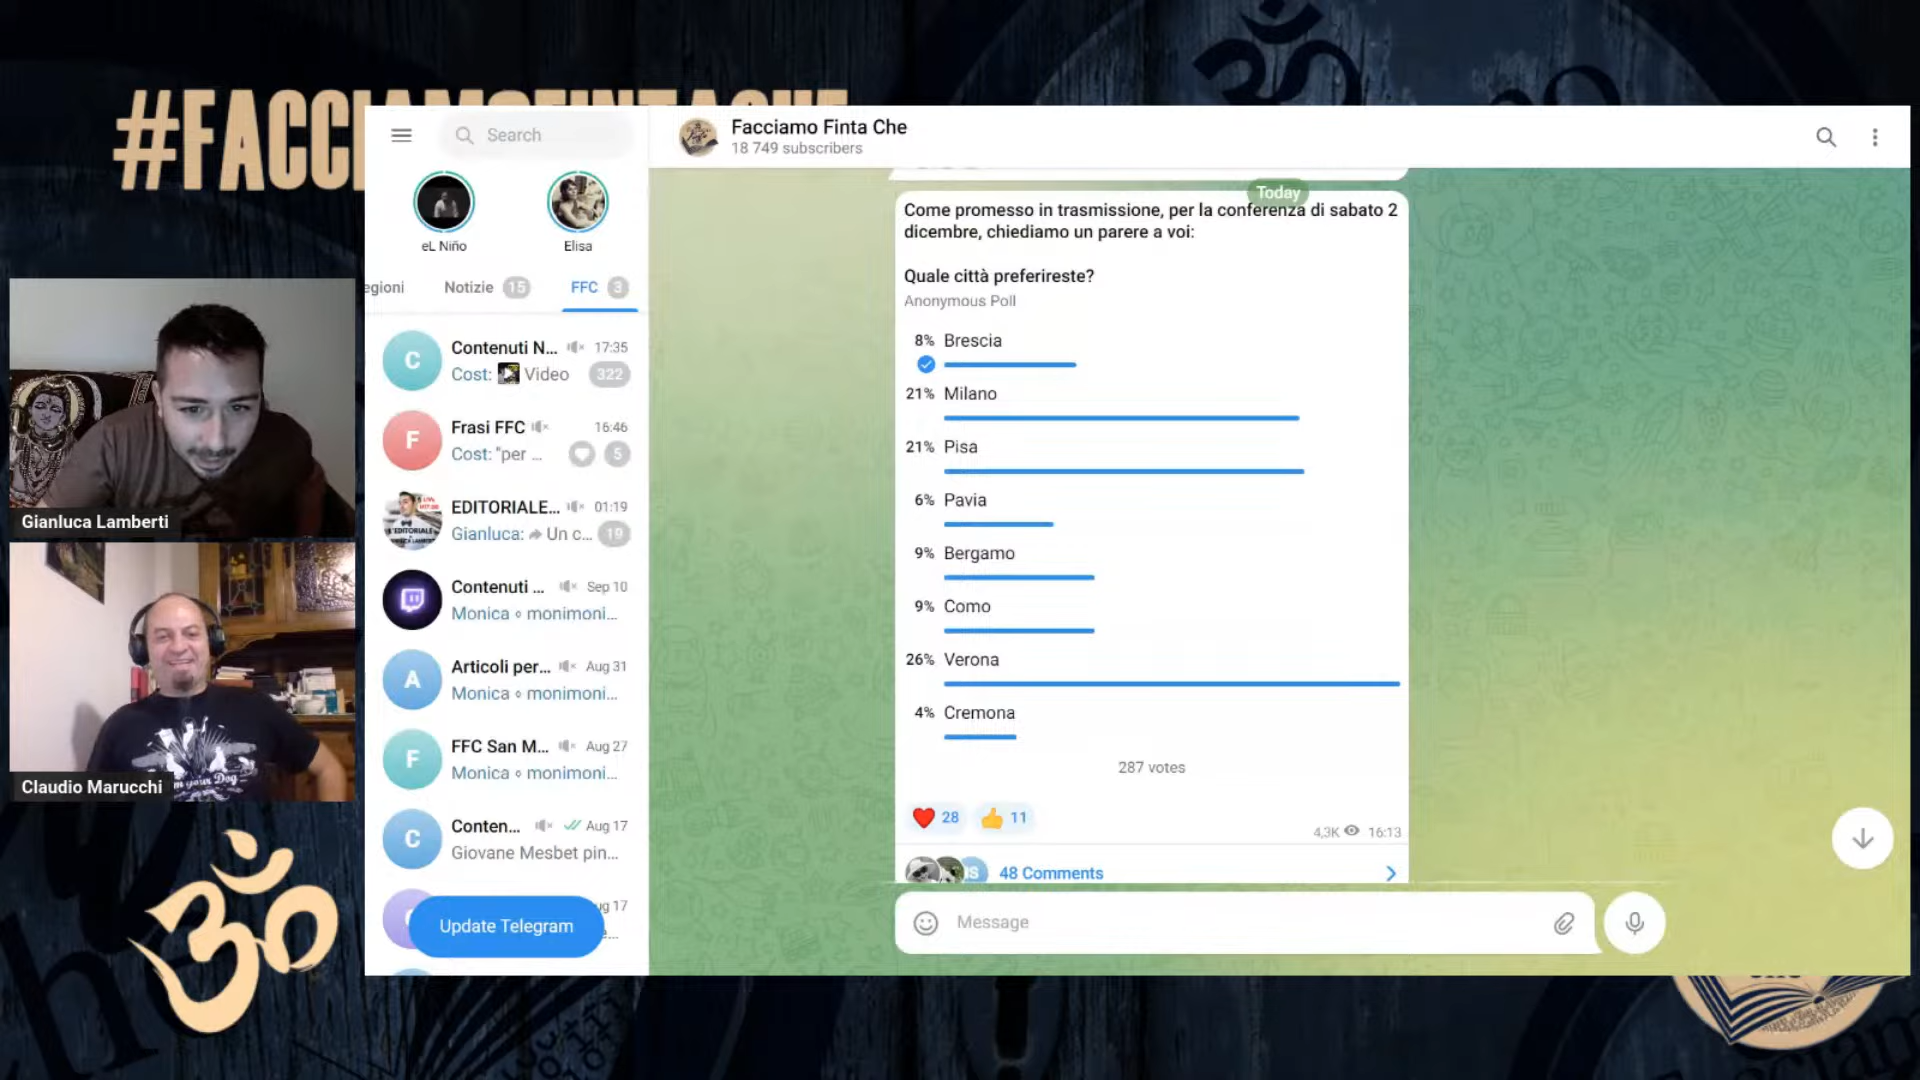 #FACCIAMOFINTACHE
Search
eL Niño
Elisa
egioni
Notizie 15
FFC 3
Contenuti N... 17:35
Cost: Video 322
Frasi FFC 16:46
Cost: "per ... 5
EDITORIALE... 01:19
Gianluca: Un c... 19
Contenuti ... Sep 10
Monica ∘ monimoni...
Articoli per... Aug 31
Monica ∘ monimoni...
FFC San M... Aug 27
Monica ∘ monimoni...
Conten... Aug 17
Giovane Mesbet pin...
ug 17
Update Telegram
Facciamo Finta Che
18 749 subscribers
Today
Come promesso in trasmissione, per la conferenza di sabato 2
dicembre, chiediamo un parere a voi:
Quale città preferireste?
Anonymous Poll
8% Brescia
21% Milano
21% Pisa
6% Pavia
9% Bergamo
9% Como
26% Verona
4% Cremona
287 votes
28
11
4,3K 16:13
48 Comments
Message
Gianluca Lamberti
Claudio Marucchi